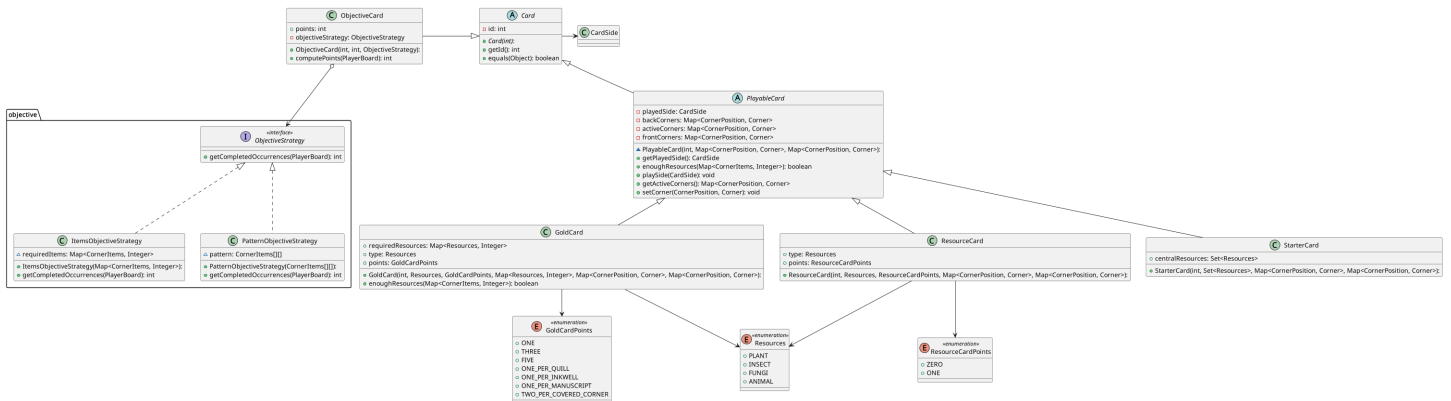 C ObjectiveCard
points: int
objectiveStrategy: ObjectiveStrategy
ObjectiveCard(int, int, ObjectiveStrategy):
computePoints(PlayerBoard): int
A Card
id: int
Card(int):
getId(): int
equals(Object): boolean
C CardSide
A PlayableCard
playedSide: CardSide
backCorners: Map<CornerPosition, Corner>
activeCorners: Map<CornerPosition, Corner>
frontCorners: Map<CornerPosition, Corner>
PlayableCard(int, Map<CornerPosition, Corner>, Map<CornerPosition, Corner>):
getPlayedSide(): CardSide
enoughResources(Map<CornerItems, Integer>): boolean
playSide(CardSide): void
getActiveCorners(): Map<CornerPosition, Corner>
setCorner(CornerPosition, Corner): void
objective
I «interface»
ObjectiveStrategy
getCompletedOccurrences(PlayerBoard): int
C ItemsObjectiveStrategy
requiredItems: Map<CornerItems, Integer>
ItemsObjectiveStrategy(Map<CornerItems, Integer>):
getCompletedOccurrences(PlayerBoard): int
C PatternObjectiveStrategy
pattern: CornerItems[][]
PatternObjectiveStrategy(CornerItems[][]):
getCompletedOccurrences(PlayerBoard): int
C GoldCard
requiredResources: Map<Resources, Integer>
type: Resources
points: GoldCardPoints
GoldCard(int, Resources, GoldCardPoints, Map<Resources, Integer>, Map<CornerPosition, Corner>, Map<CornerPosition, Corner>):
enoughResources(Map<CornerItems, Integer>): boolean
C ResourceCard
type: Resources
points: ResourceCardPoints
ResourceCard(int, Resources, ResourceCardPoints, Map<CornerPosition, Corner>, Map<CornerPosition, Corner>):
C StarterCard
centralResources: Set<Resources>
StarterCard(int, Set<Resources>, Map<CornerPosition, Corner>, Map<CornerPosition, Corner>):
E «enumeration»
GoldCardPoints
ONE
THREE
FIVE
ONE_PER_QUILL
ONE_PER_INKWELL
ONE_PER_MANUSCRIPT
TWO_PER_COVERED_CORNER
E «enumeration»
Resources
PLANT
INSECT
FUNGI
ANIMAL
E «enumeration»
ResourceCardPoints
ZERO
ONE